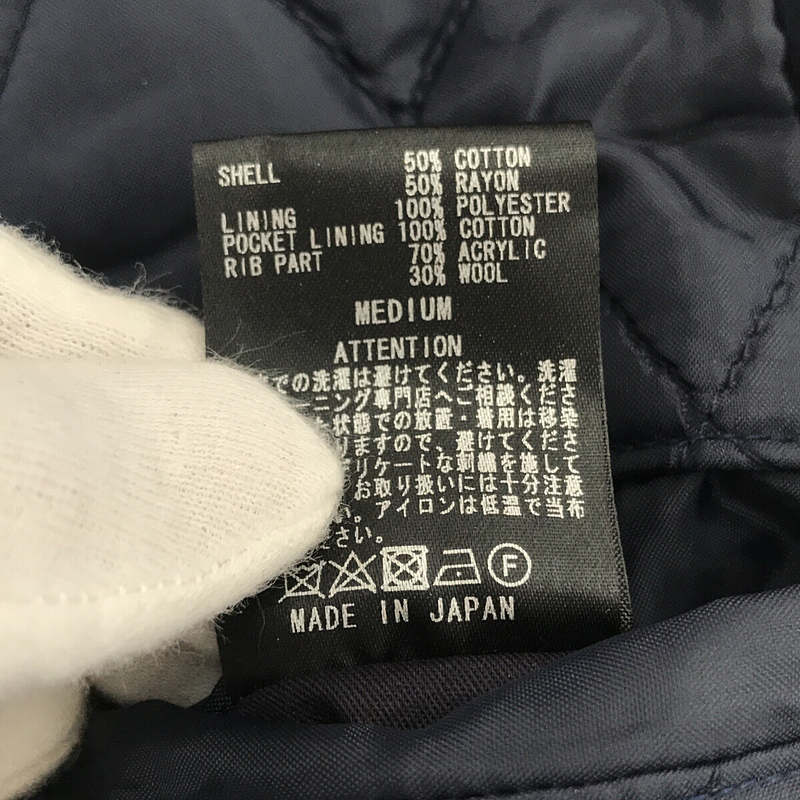 SHELL 50% COTTON
50% RAYON
LINING 100% POLYESTER
POCKET LINING 100% COTTON
RIB PART 70% ACRYLIC
30% WOOL
MEDIUM
ATTENTION
での洗濯は避けてください。洗濯
ニング専門店へご相談くだ
状態での放置・着用は移染
りますので、避けてくださ
リケートな刺繍を施して
お取り扱いには十分注意
い。アイロンは低温で当布
さい。
F
MADE IN JAPAN